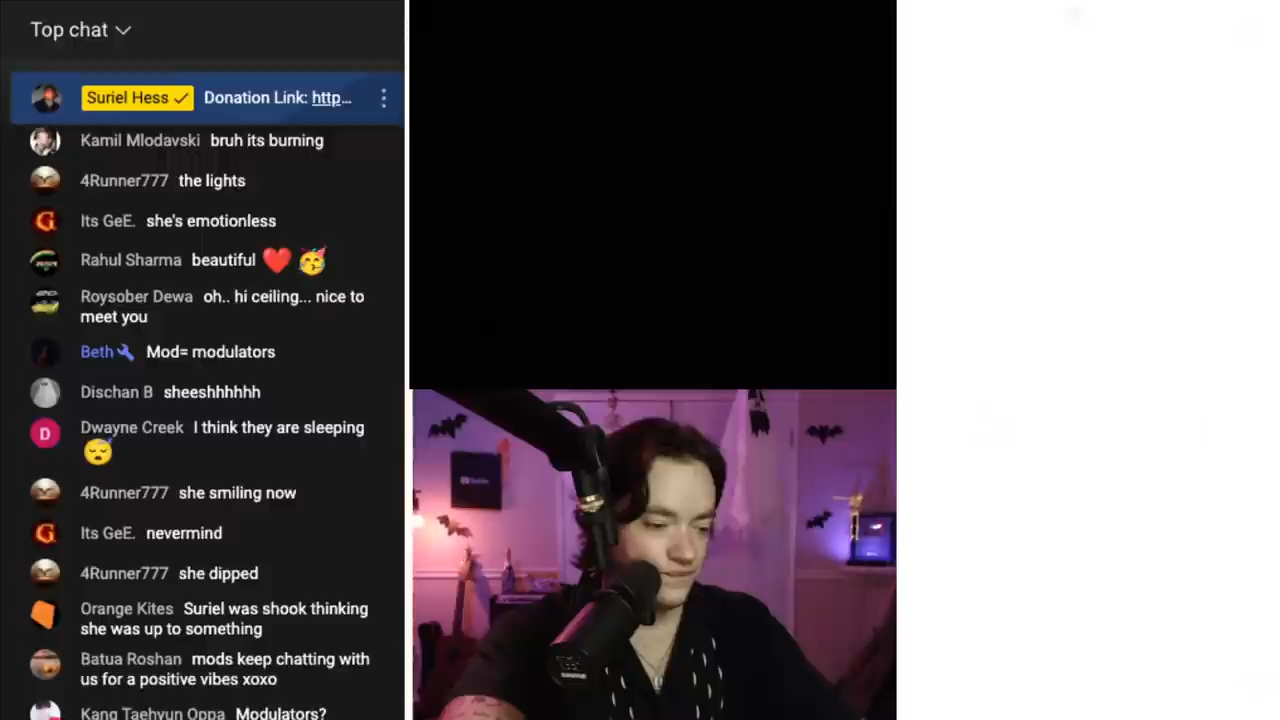 Top chat
Suriel Hess Donation Link: http...
Kamil Mlodavski bruh its burning
4Runner777 the lights
Its GeE. she's emotionless
Rahul Sharma beautiful ❤️ 🥳
Roysober Dewa oh.. hi ceiling... nice to
meet you
Beth Mod= modulators
Dischan B sheeshhhhhh
D
Dwayne Creek I think they are sleeping
😴
4Runner777 she smiling now
Its GeE. nevermind
4Runner777 she dipped
Orange Kites Suriel was shook thinking
she was up to something
Batua Roshan mods keep chatting with
us for a positive vibes xoxo
Kang Taehyun Oppa Modulators?